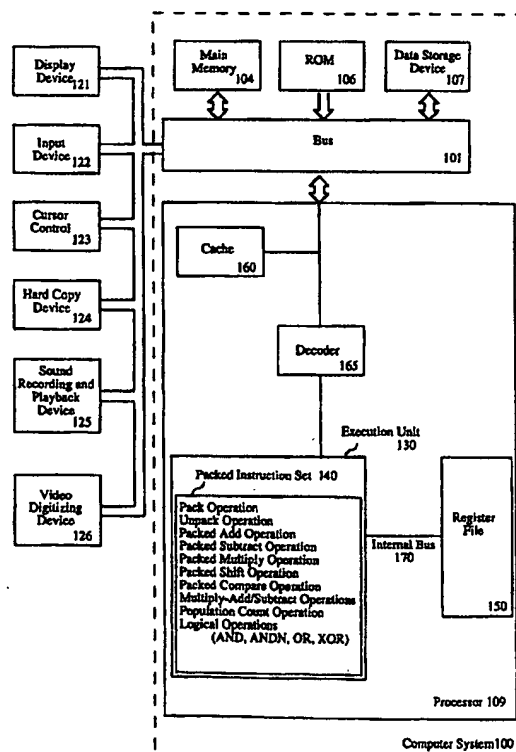 Display
Device
121
Input
Device
122
Cursor
Control
123
Hard Copy
Device
124
Sound
Recording and
Playback
Device
125
Video
Digitizing
Device
126
Main
Memory
104
ROM
106
Data Storage
Device
107
Bus
101
Cache
160
Decoder
165
Execution Unit
130
Packed Instruction Set 140
Pack Operation
Unpack Operation
Packed Add Operation
Packed Subtract Operation
Packed Multiply Operation
Packed Shift Operation
Packed Compare Operation
Multiply-Add/Subtract Operations
Population Count Operation
Logical Operations
(AND, ANDN, OR, XOR)
Internal Bus
170
Register
File
150
Processor 109
Computer System100